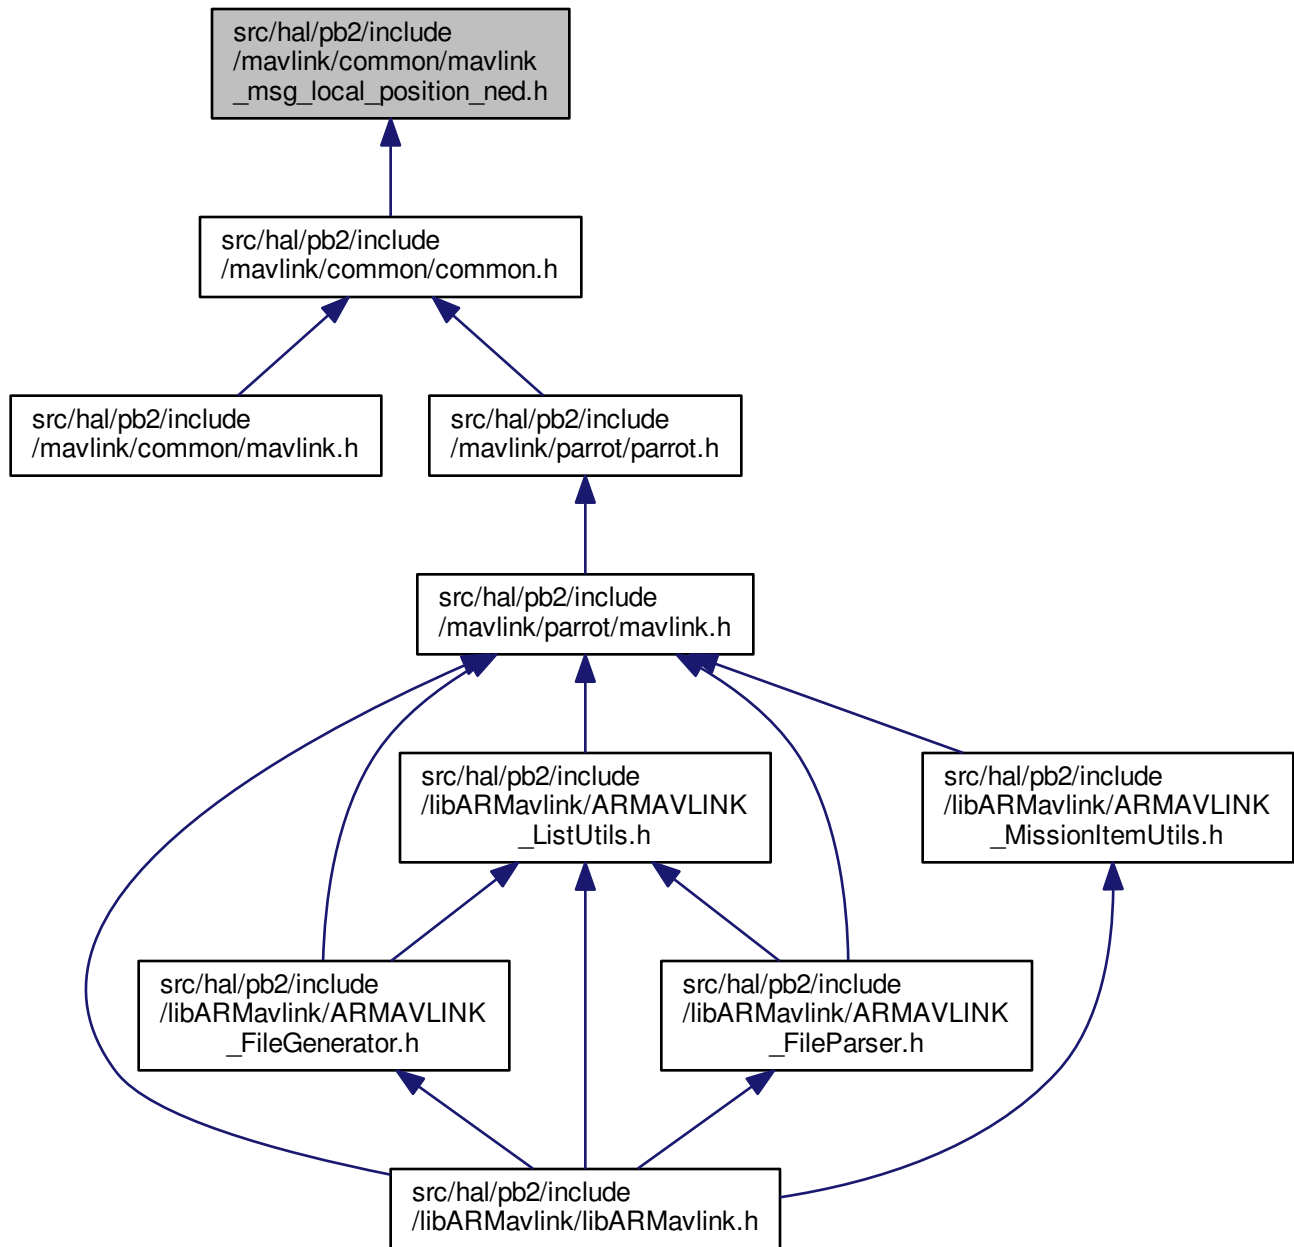 src/hal/pb2/include
/mavlink/common/mavlink
_msg_local_position_ned.h
src/hal/pb2/include
/mavlink/common/common.h
src/hal/pb2/include
/mavlink/common/mavlink.h
src/hal/pb2/include
/mavlink/parrot/parrot.h
src/hal/pb2/include
/mavlink/parrot/mavlink.h
src/hal/pb2/include
/libARMavlink/ARMAVLINK
_ListUtils.h
src/hal/pb2/include
/libARMavlink/ARMAVLINK
_MissionItemUtils.h
src/hal/pb2/include
/libARMavlink/ARMAVLINK
_FileGenerator.h
src/hal/pb2/include
/libARMavlink/ARMAVLINK
_FileParser.h
src/hal/pb2/include
/libARMavlink/libARMavlink.h